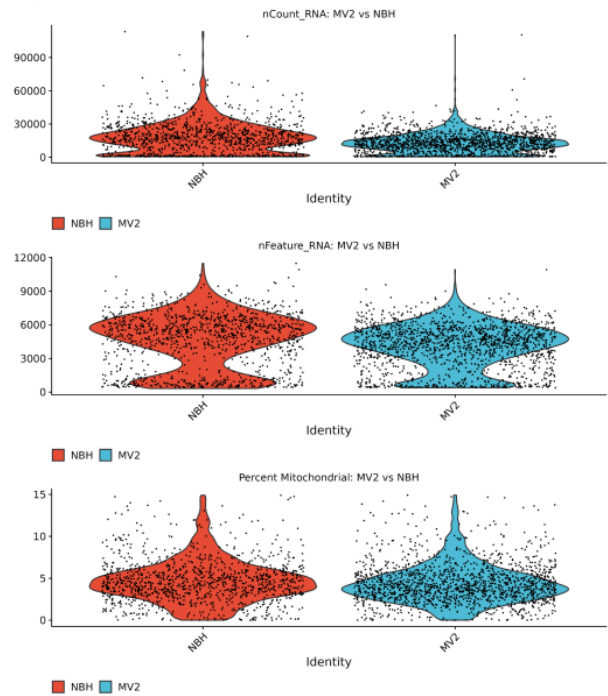 nCount_RNA: MV2 vs NBH
90000
60000
30000
0
NBH
MV2
Identity
NBH MV2
nFeature_RNA: MV2 vs NBH
12000
9000
6000
3000
0
NBH
MV2
Identity
NBH MV2
Percent Mitochondrial: MV2 vs NBH
15
10
5
0
NBH
MV2
Identity
NBH MV2